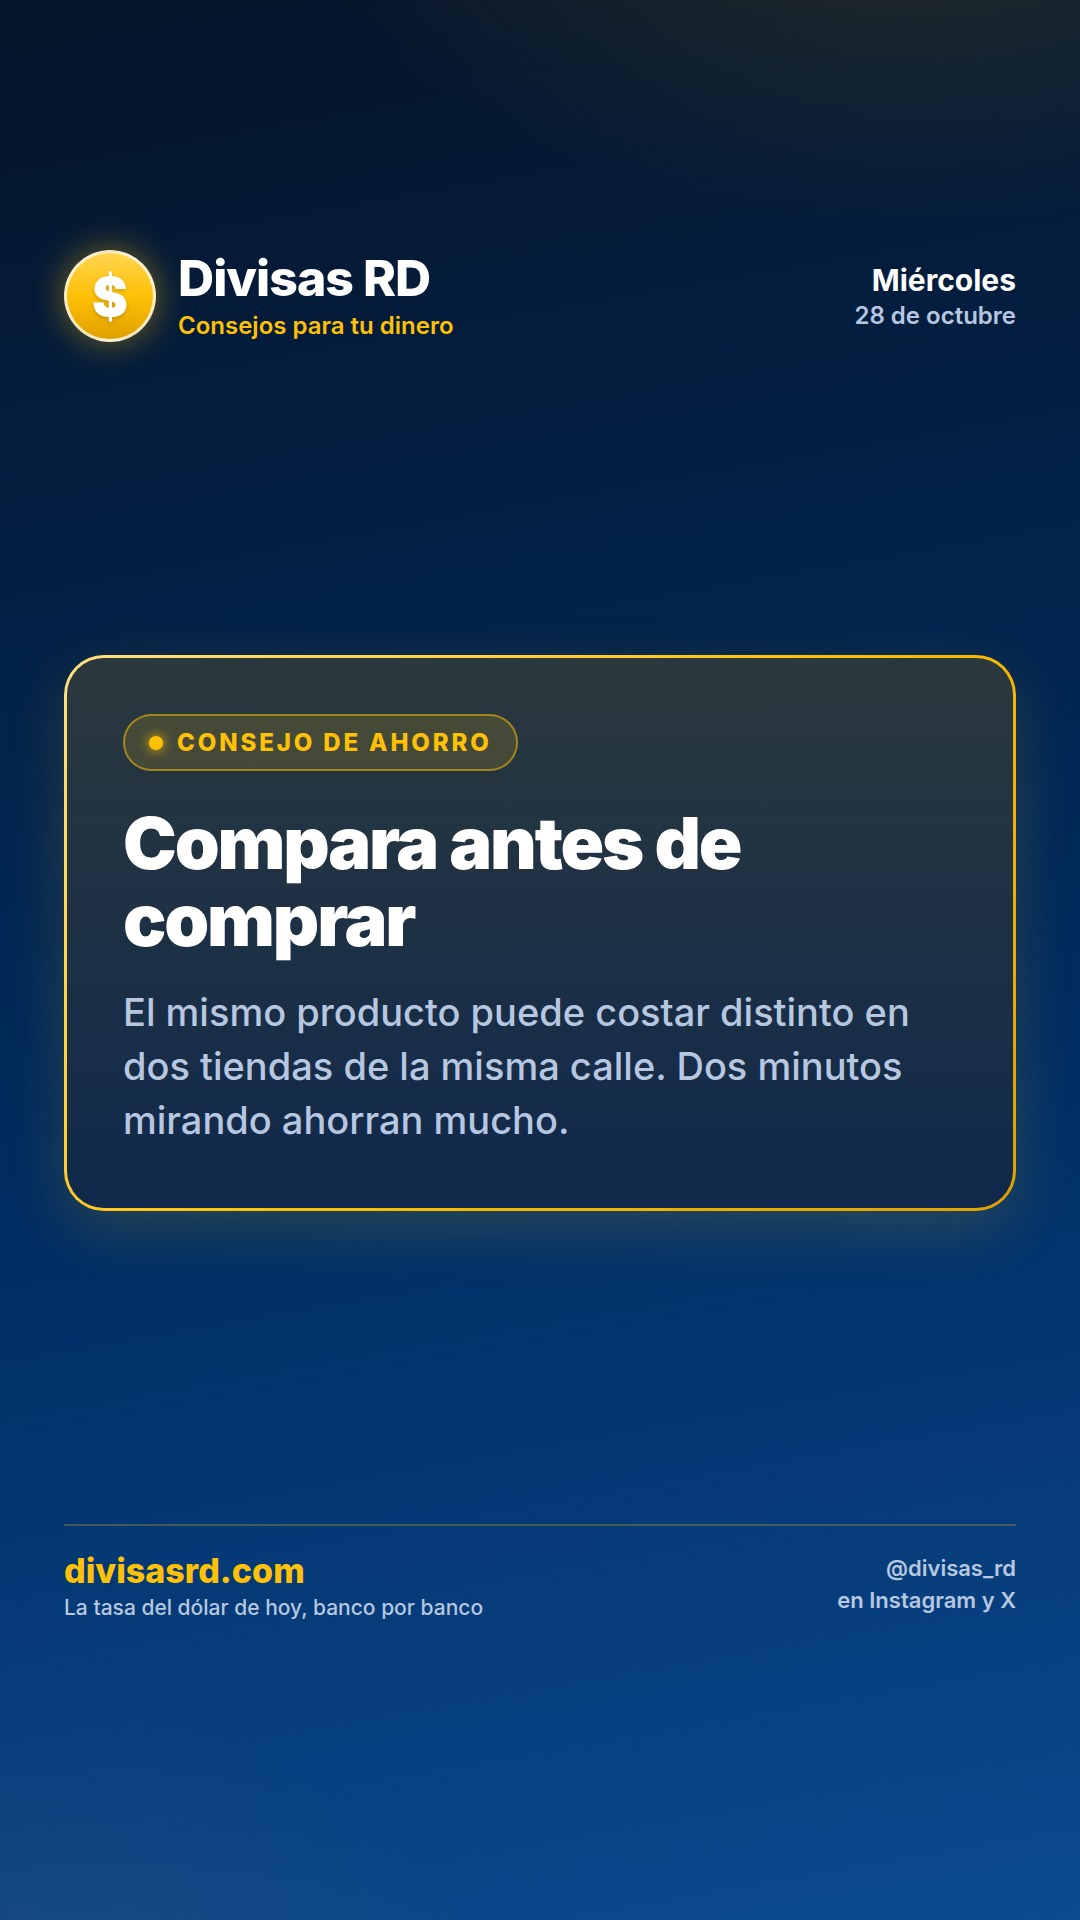 $
Divisas RD
Consejos para tu dinero
Miércoles
28 de octubre
CONSEJO DE AHORRO
Compara antes de
comprar
El mismo producto puede costar distinto en
dos tiendas de la misma calle. Dos minutos
mirando ahorran mucho.
divisasrd.com
La tasa del dólar de hoy, banco por banco
@divisas_rd
en Instagram y X